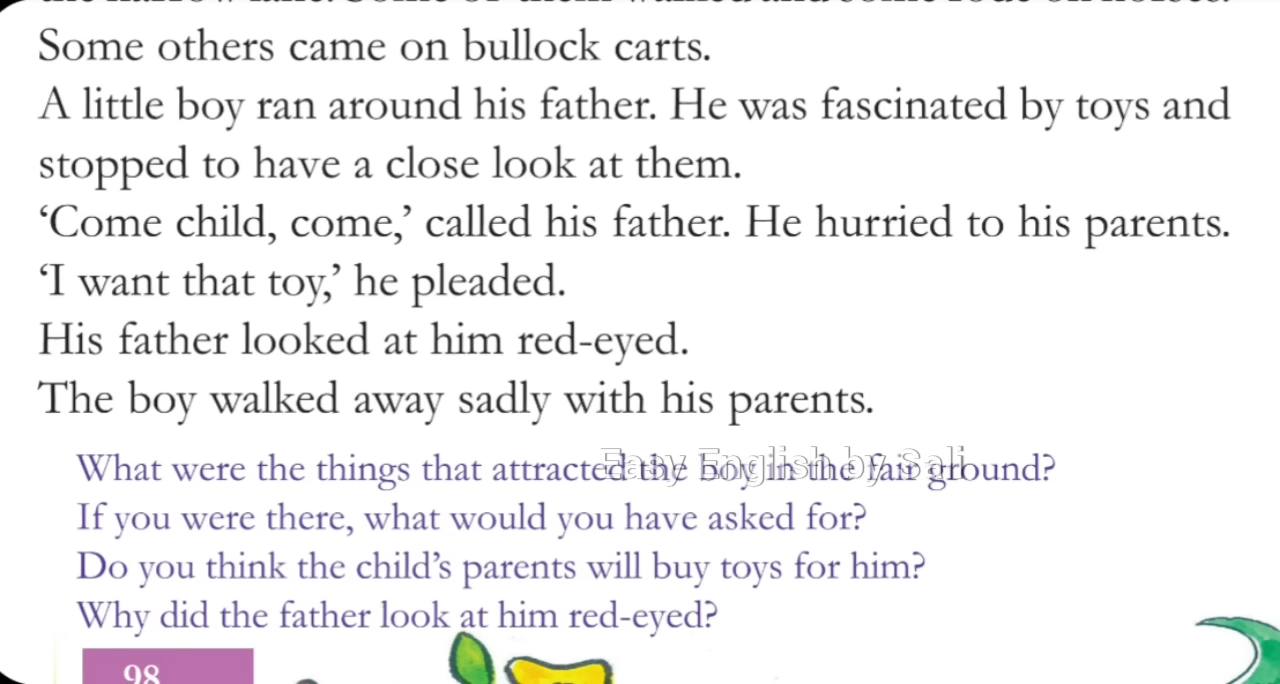 Some others came on bullock carts.
A little boy ran around his father. He was fascinated by toys and
stopped to have a close look at them.
‘Come child, come,’ called his father. He hurried to his parents.
‘I want that toy,’ he pleaded.
His father looked at him red-eyed.
The boy walked away sadly with his parents.
What were the things that attracted the boy in the fair ground?
Easy English by Sali
If you were there, what would you have asked for?
Do you think the child’s parents will buy toys for him?
Why did the father look at him red-eyed?
98